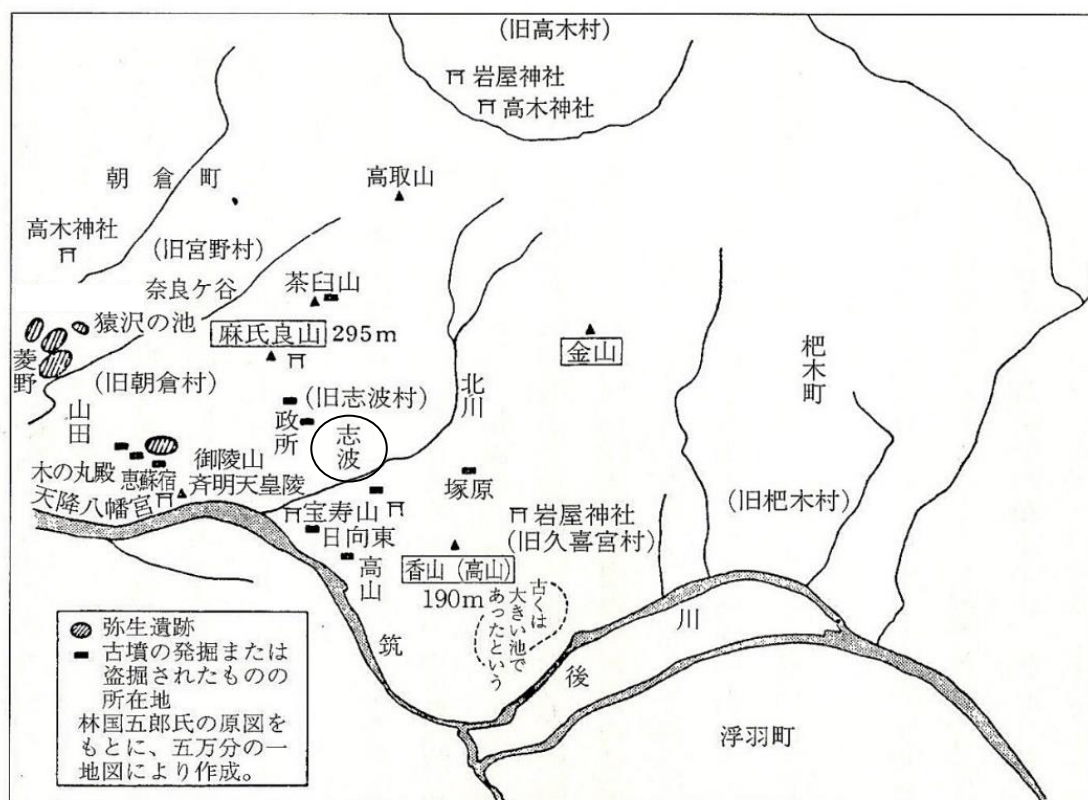 (旧高木村)
岩屋神社
高木神社
朝倉町
高取山
高木神社
(旧宮野村)
奈良ケ谷
茶臼山
猿沢の池
麻氐良山 295m
金山
菱野
(旧朝倉村)
(旧志波村)
北川
杷木町
山田
政所
志波
御陵山
木の丸殿
恵蘇宿
斉明天皇陵
塚原
天降八幡宮
宝寿山
岩屋神社
(旧杷木村)
日向東
(旧久喜宮村)
高山
香山(高山)
190m
古くは
大きい池で
あったという
筑
後
川
浮羽町
弥生遺跡
古墳の発掘または
盗掘されたものの
所在地
林国五郎氏の原図を
もとに、五万分の一
地図により作成。